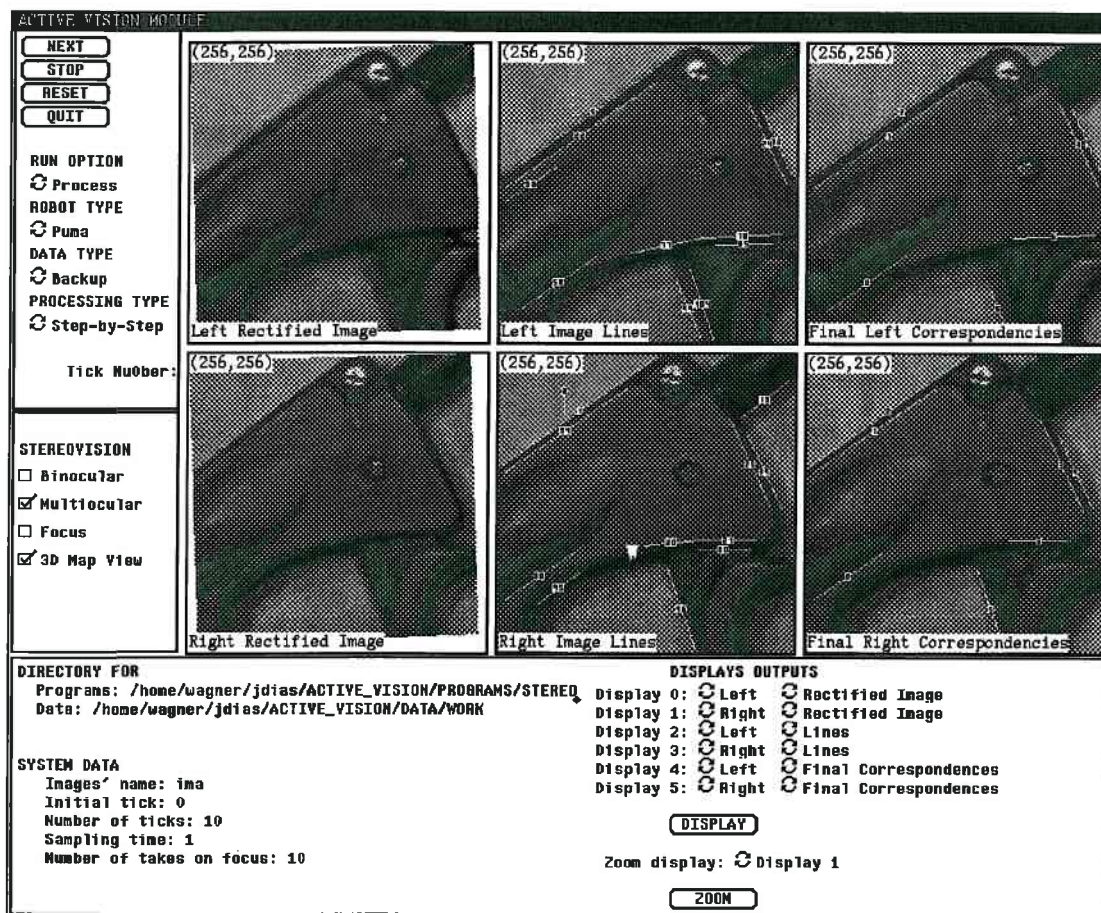 ACTIVE VISION MODULE
NEXT
STOP
RESET
QUIT
RUN OPTION
Process
ROBOT TYPE
Puma
DATA TYPE
Backup
PROCESSING TYPE
Step-by-Step
Tick Nu0ber:
STEREOVISION
Binocular
Multiocular
Focus
3D Map View
(256,256)
Left Rectified Image
(256,256)
Left Image Lines
(256,256)
Final Left Correspondencies
(256,256)
Right Rectified Image
(256,256)
Right Image Lines
(256,256)
Final Right Correspondencies
DIRECTORY FOR
Programs: /home/wagner/jdias/ACTIVE_VISION/PROGRAMS/STEREO
Data: /home/wagner/jdias/ACTIVE_VISION/DATA/WORK
SYSTEM DATA
Images' name: ima
Initial tick: 0
Number of ticks: 10
Sampling time: 1
Number of takes on focus: 10
DISPLAYS OUTPUTS
Display 0: Left Rectified Image
Display 1: Right Rectified Image
Display 2: Left Lines
Display 3: Right Lines
Display 4: Left Final Correspondences
Display 5: Right Final Correspondences
DISPLAY
Zoom display: Display 1
ZOOM